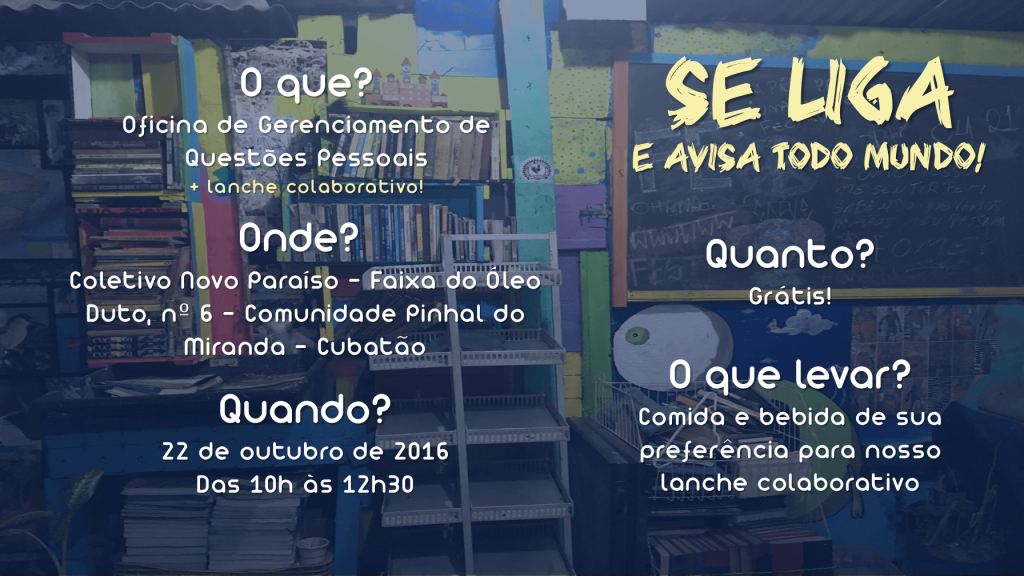 O que?
Oficina de Gerenciamento de
Questões Pessoais
+ lanche colaborativo!
Onde?
Coletivo Novo Paraíso - Faixa do Óleo
Duto, nº 6 - Comunidade Pinhal do
Miranda - Cubatão
Quando?
22 de outubro de 2016
Das 10h às 12h30
SE LIGA
E AVISA TODO MUNDO!
Quanto?
Grátis!
O que levar?
Comida e bebida de sua
preferência para nosso
lanche colaborativo